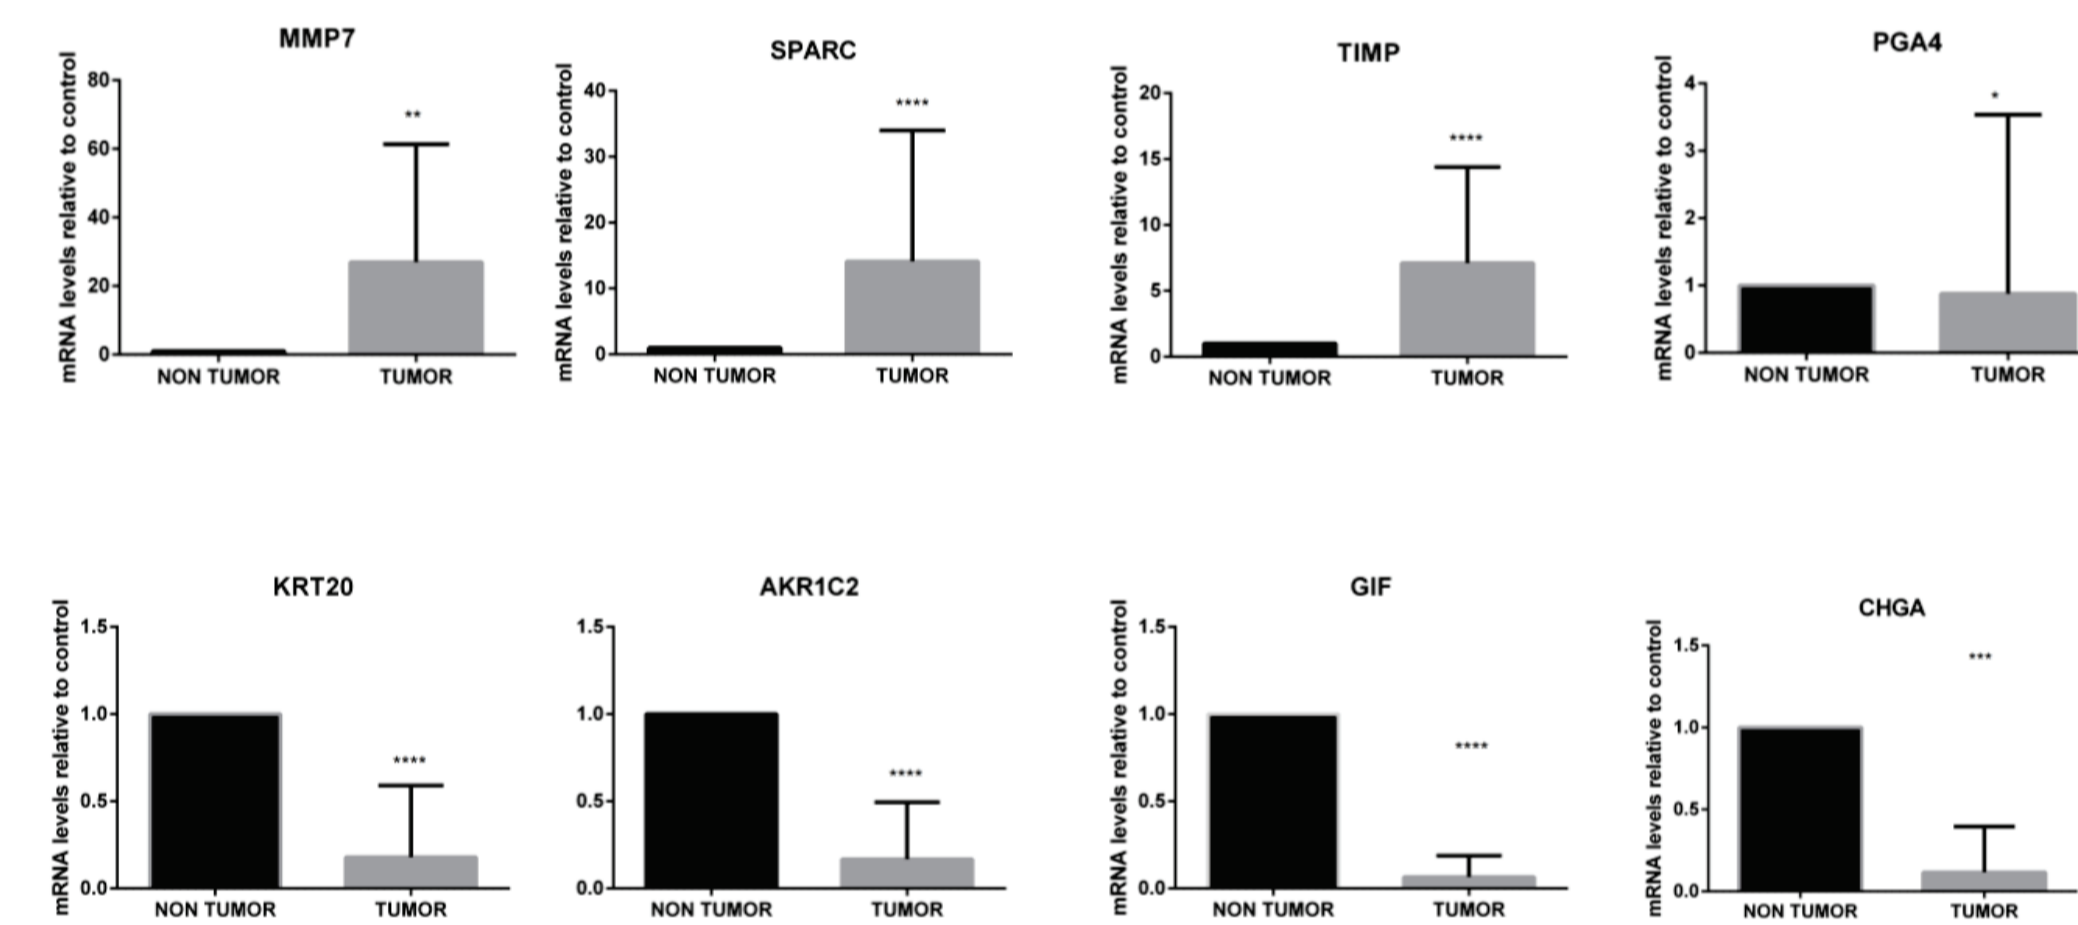 MMP7
mRNA levels relative to control
80
60
40
20
0
**
NON TUMOR
TUMOR
SPARC
mRNA levels relative to control
40
30
20
10
0
****
NON TUMOR
TUMOR
TIMP
mRNA levels relative to control
20
15
10
5
0
****
NON TUMOR
TUMOR
PGA4
mRNA levels relative to control
4
3
2
1
0
*
NON TUMOR
TUMOR
KRT20
mRNA levels relative to control
1.5
1.0
0.5
0.0
****
NON TUMOR
TUMOR
AKR1C2
1.5
1.0
0.5
0.0
****
NON TUMOR
TUMOR
GIF
mRNA levels relative to control
1.5
1.0
0.5
0.0
****
NON TUMOR
TUMOR
CHGA
mRNA levels relative to control
1.5
1.0
0.5
0.0
***
NON TUMOR
TUMOR